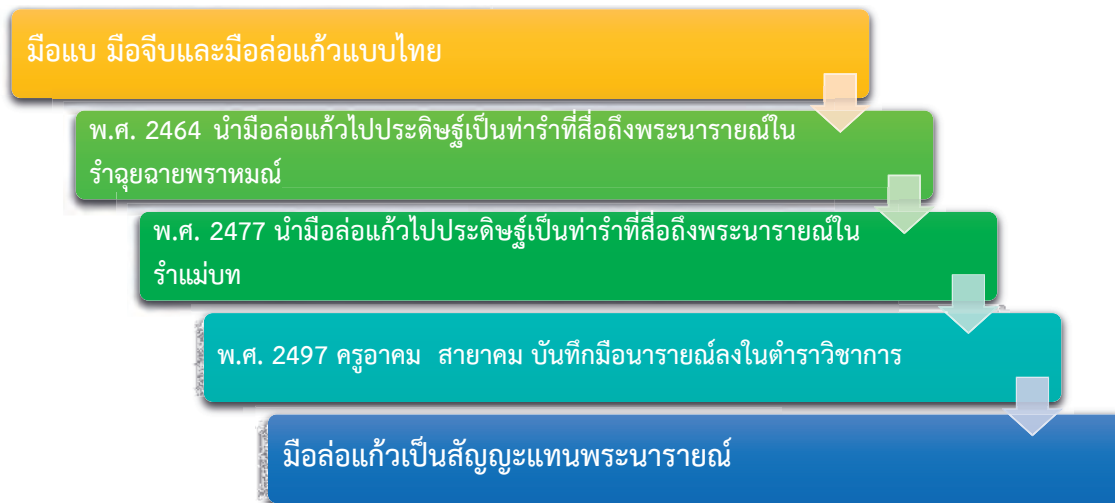 มือแบ มือจีบและมือล่อแก้วแบบไทย
พ.ศ. 2464 นำมือล่อแก้วไปประดิษฐ์เป็นท่ารำที่สื่อถึงพระนารายณ์ใน
รำฉุยฉายพราหมณ์
พ.ศ. 2477 นำมือล่อแก้วไปประดิษฐ์เป็นท่ารำที่สื่อถึงพระนารายณ์ใน
รำแม่บท
พ.ศ. 2497 ครูอาคม สายาคม บันทึกมือนารายณ์ลงในตำราวิชาการ
มือล่อแก้วเป็นสัญญะแทนพระนารายณ์